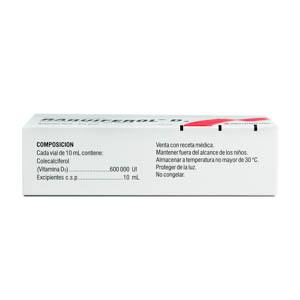 RAQUIFEROL D₃
COMPOSICION
Cada vial de 10 mL contiene:
Colecalciferol
(Vitamina D₃) 600 000 UI
Excipientes c.s.p. 10 mL
Venta con receta médica.
Mantener fuera del alcance de los niños.
Almacenar a temperatura no mayor de 30 °C.
Proteger de la luz.
No congelar.